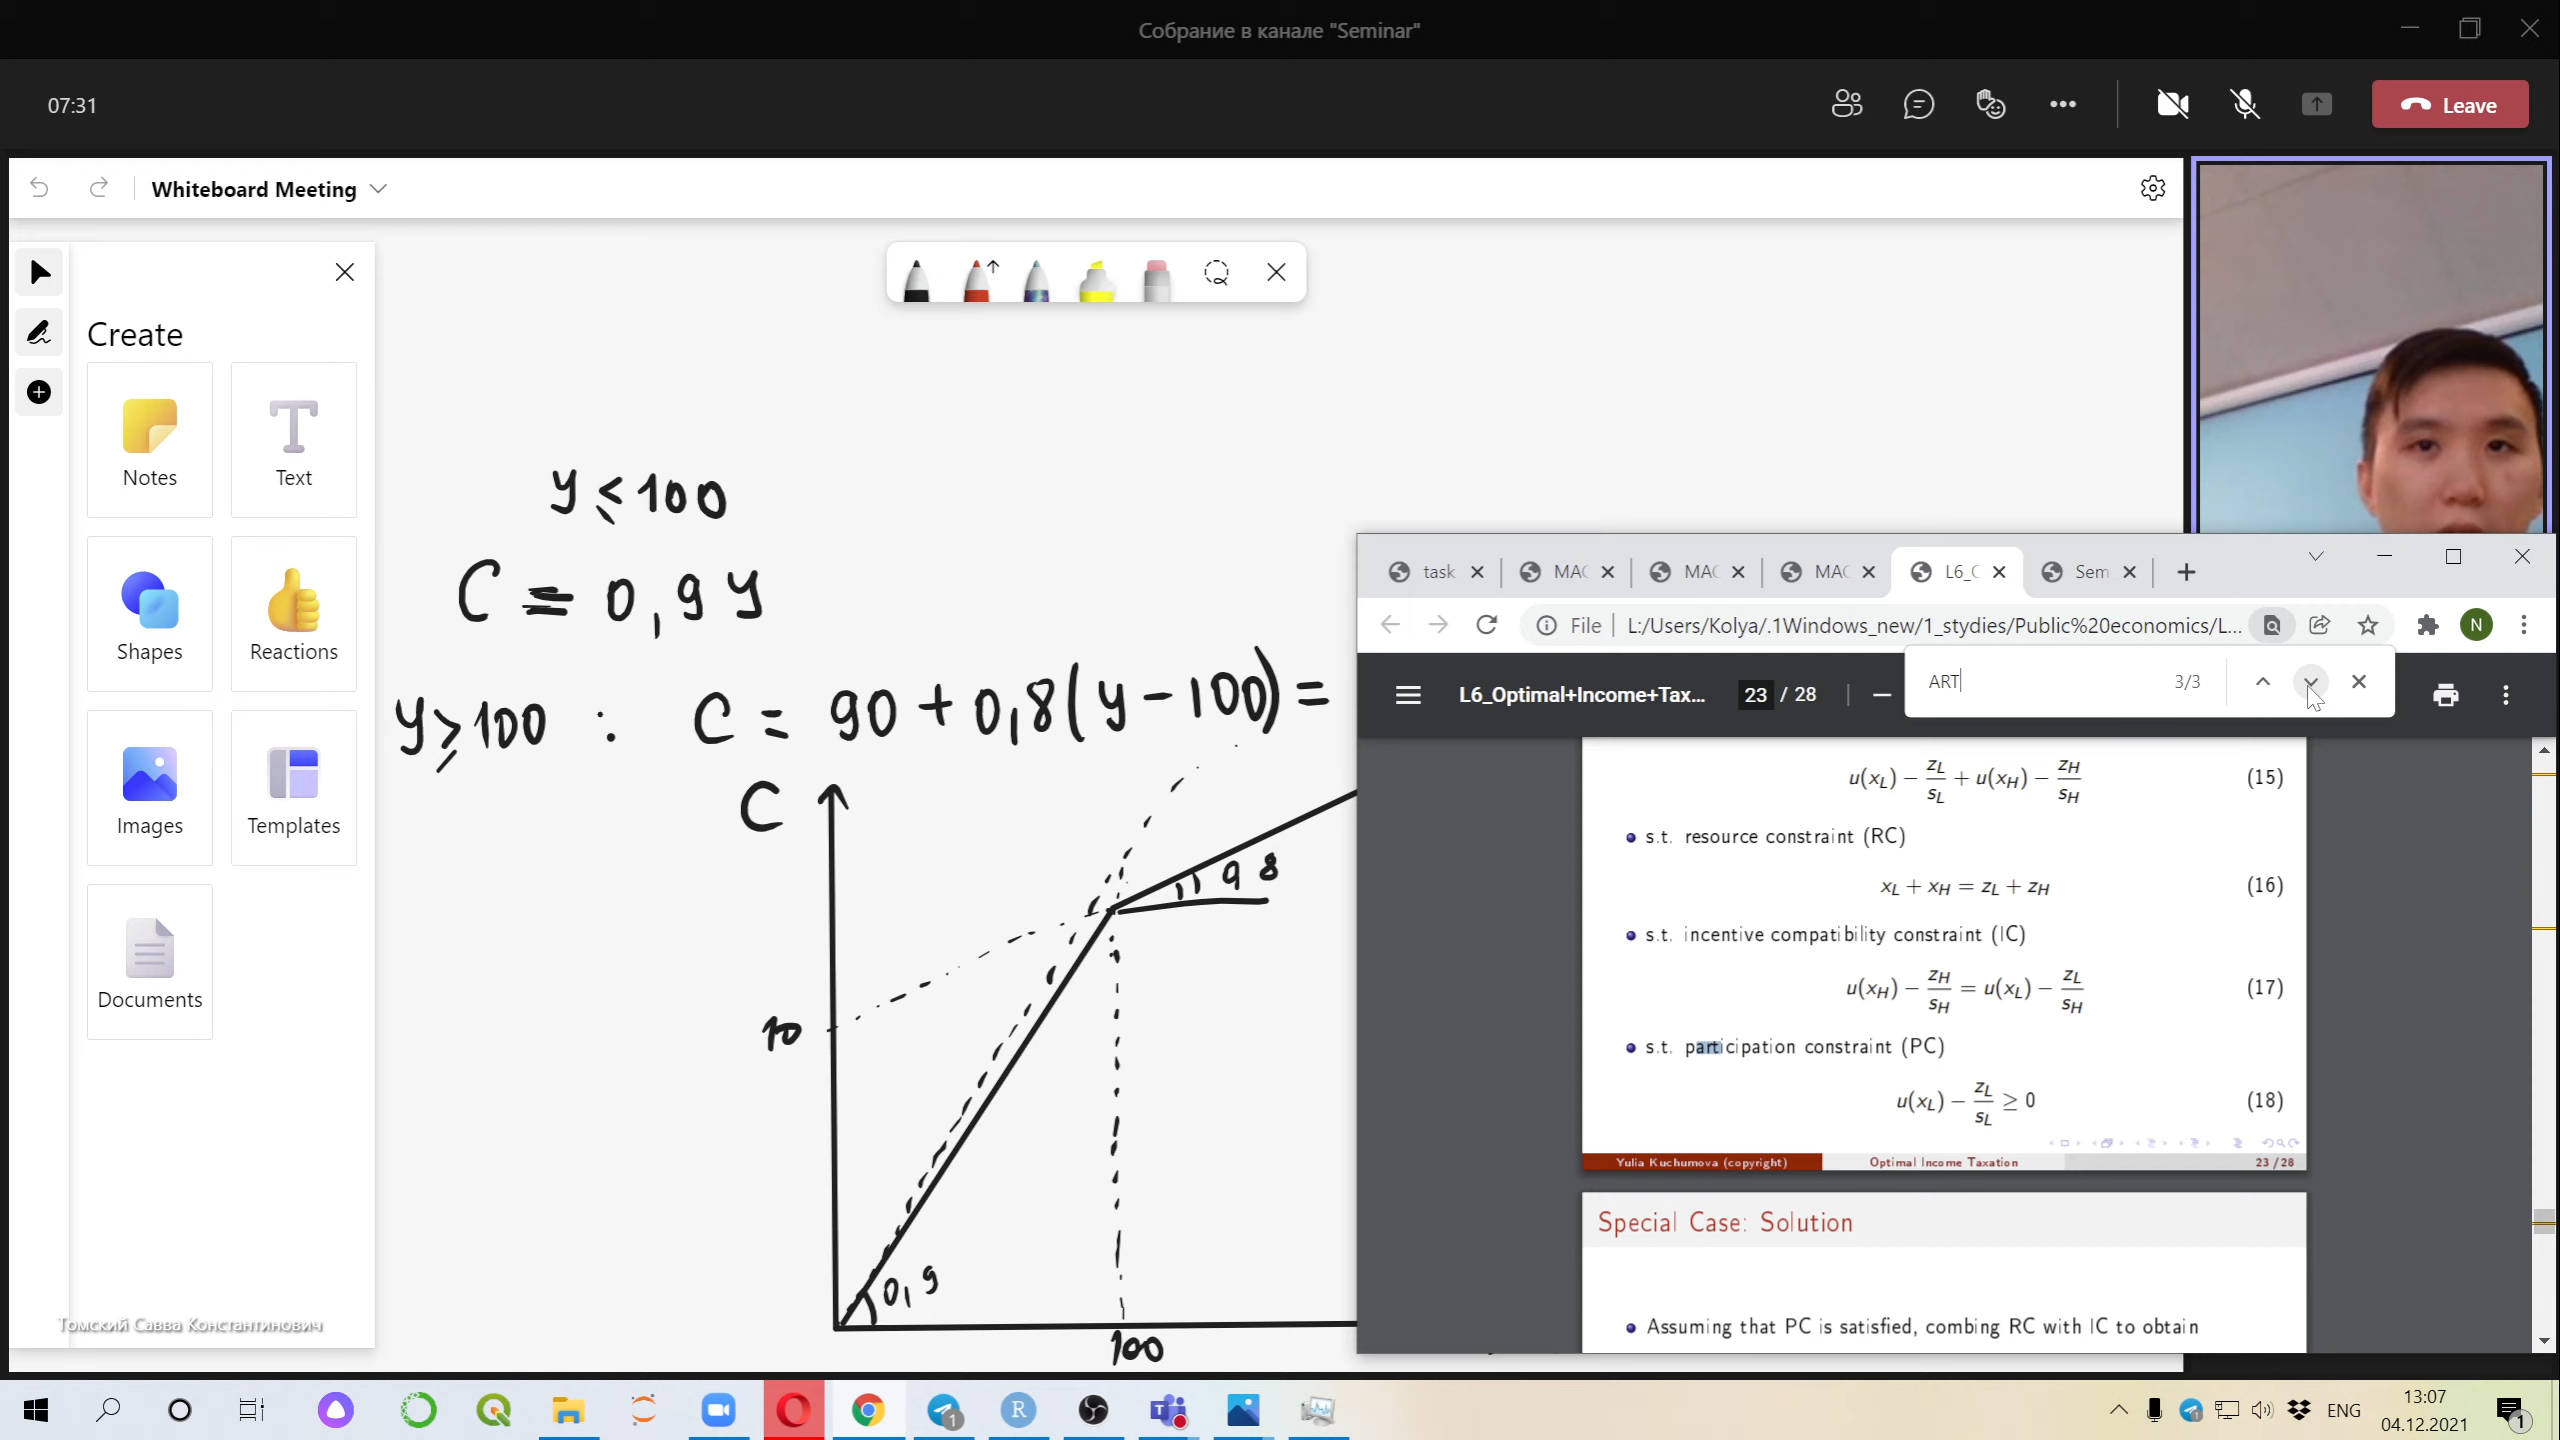 Собрание в канале "Seminar"
07:31
Leave
Whiteboard Meeting
Create
Notes
Text
Shapes
Reactions
Images
Templates
Documents
Томский Савва Константинович
y ≤ 100
C = 0,9 y
y ≥ 100 : C = 90 + 0,8(y − 100) =
C
10
0,9
100
task
MAC
MAC
MAC
L6_C
Sem
File
L:/Users/Kolya/.1Windows_new/1_stydies/Public%20economics/L...
N
L6_Optimal+Income+Tax...
23 / 28
ART
3/3
u(x_L) − z_L/s_L + u(x_H) − z_H/s_H (15)
s.t. resource constraint (RC)
x_L + x_H = z_L + z_H (16)
s.t. incentive compatibility constraint (IC)
u(x_H) − z_H/s_H = u(x_L) − z_L/s_H (17)
s.t. participation constraint (PC)
u(x_L) − z_L/s_L ≥ 0 (18)
Yulia Kuchumova (copyright)
Optimal Income Taxation
23 / 28
Special Case: Solution
Assuming that PC is satisfied, combing RC with IC to obtain
ENG
13:07
04.12.2021
1